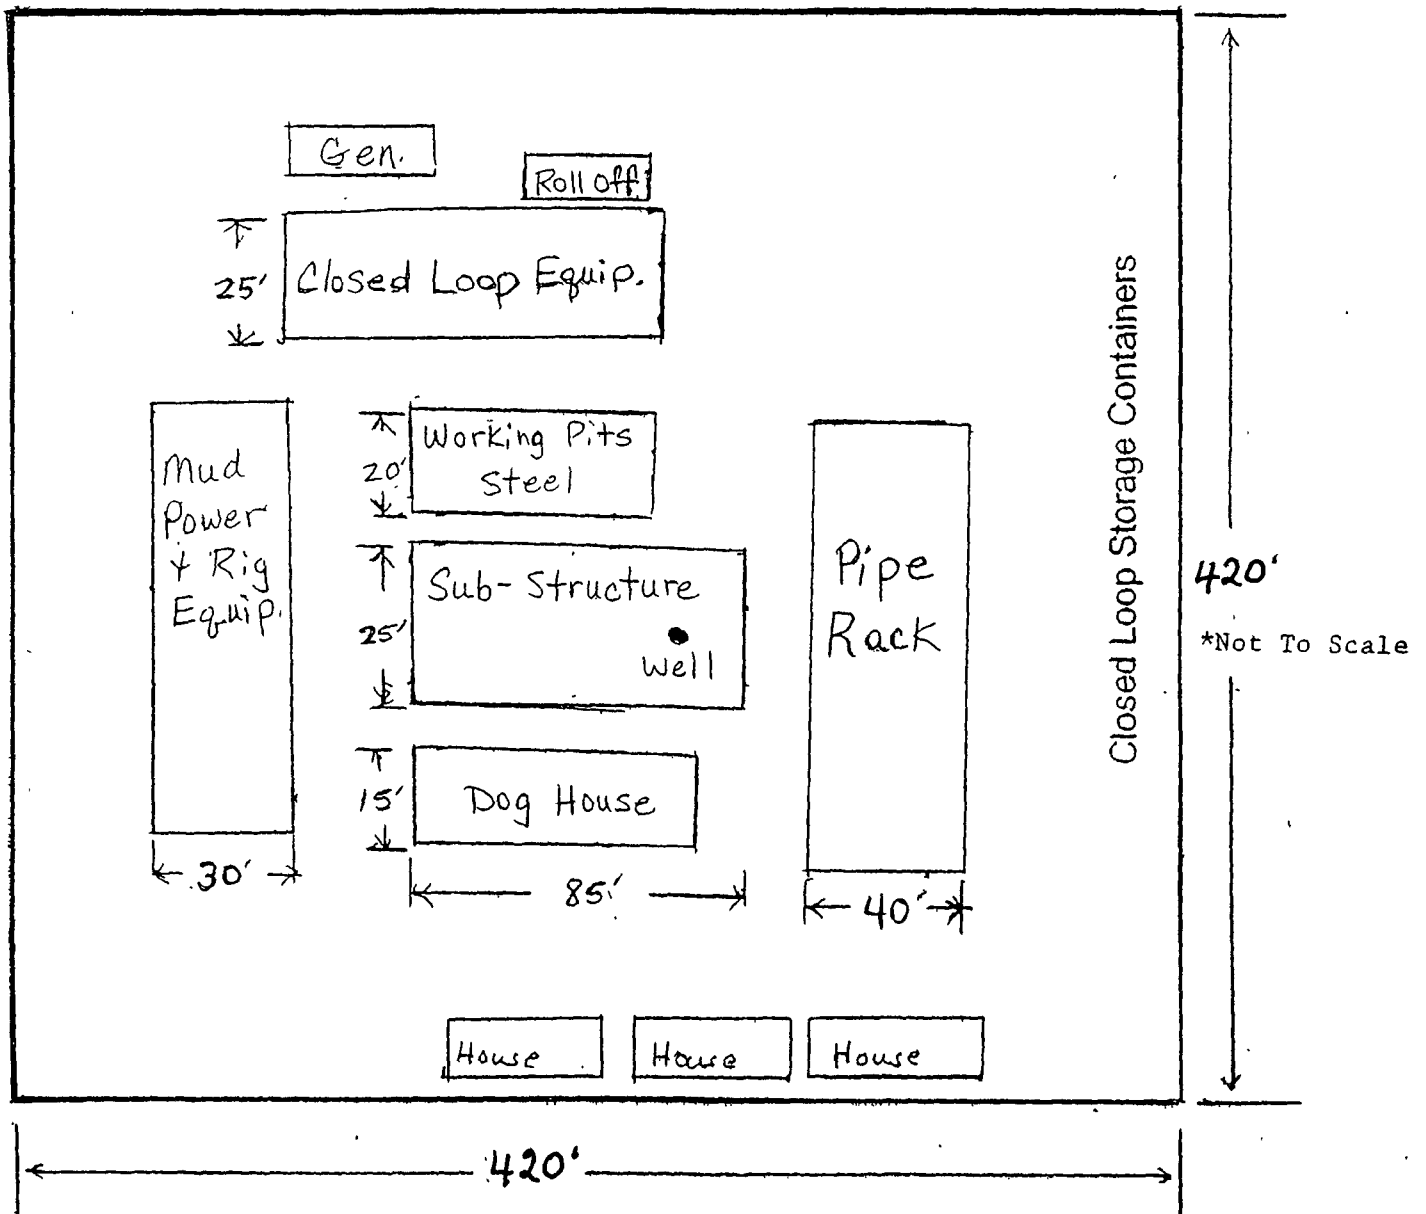 Gen.
Roll off
25'
Closed Loop Equip.
Mud
Power
+ Rig
Equip.
20'
Working Pits
Steel
25'
Sub-Structure
Well
15'
Dog House
30'
85'
Pipe
Rack
40'
Closed Loop Storage Containers
420'
*Not To Scale
House
House
House
420'